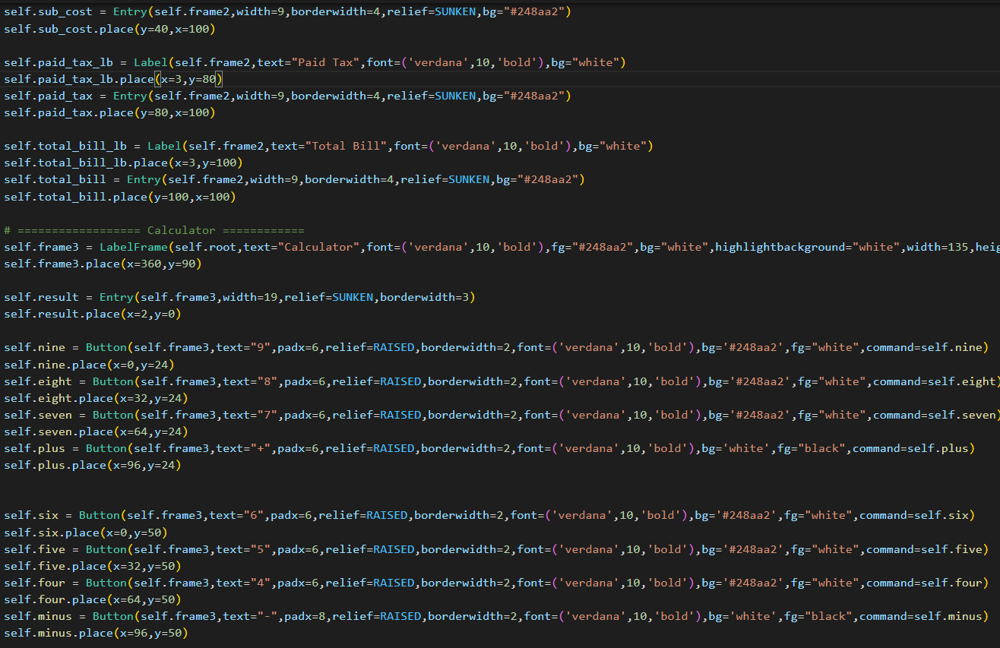 self.sub_cost = Entry(self.frame2,width=9,borderwidth=4,relief=SUNKEN,bg="#248aa2")
self.sub_cost.place(y=40,x=100)
self.paid_tax_lb = Label(self.frame2,text="Paid Tax",font=('verdana',10,'bold'),bg="white")
self.paid_tax_lb.place(x=3,y=80)
self.paid_tax = Entry(self.frame2,width=9,borderwidth=4,relief=SUNKEN,bg="#248aa2")
self.paid_tax.place(y=80,x=100)
self.total_bill_lb = Label(self.frame2,text="Total Bill",font=('verdana',10,'bold'),bg="white")
self.total_bill_lb.place(x=3,y=100)
self.total_bill = Entry(self.frame2,width=9,borderwidth=4,relief=SUNKEN,bg="#248aa2")
self.total_bill.place(y=100,x=100)
# ================== Calculator ============
self.frame3 = LabelFrame(self.root,text="Calculator",font=('verdana',10,'bold'),fg="#248aa2",bg="white",highlightbackground="white",width=135,heig
self.frame3.place(x=360,y=90)
self.result = Entry(self.frame3,width=19,relief=SUNKEN,borderwidth=3)
self.result.place(x=2,y=0)
self.nine = Button(self.frame3,text="9",padx=6,relief=RAISED,borderwidth=2,font=('verdana',10,'bold'),bg='#248aa2',fg="white",command=self.nine)
self.nine.place(x=0,y=24)
self.eight = Button(self.frame3,text="8",padx=6,relief=RAISED,borderwidth=2,font=('verdana',10,'bold'),bg='#248aa2',fg="white",command=self.eight)
self.eight.place(x=32,y=24)
self.seven = Button(self.frame3,text="7",padx=6,relief=RAISED,borderwidth=2,font=('verdana',10,'bold'),bg='#248aa2',fg="white",command=self.seven)
self.seven.place(x=64,y=24)
self.plus = Button(self.frame3,text="+",padx=6,relief=RAISED,borderwidth=2,font=('verdana',10,'bold'),bg='white',fg="black",command=self.plus)
self.plus.place(x=96,y=24)
self.six = Button(self.frame3,text="6",padx=6,relief=RAISED,borderwidth=2,font=('verdana',10,'bold'),bg='#248aa2',fg="white",command=self.six)
self.six.place(x=0,y=50)
self.five = Button(self.frame3,text="5",padx=6,relief=RAISED,borderwidth=2,font=('verdana',10,'bold'),bg='#248aa2',fg="white",command=self.five)
self.five.place(x=32,y=50)
self.four = Button(self.frame3,text="4",padx=6,relief=RAISED,borderwidth=2,font=('verdana',10,'bold'),bg='#248aa2',fg="white",command=self.four)
self.four.place(x=64,y=50)
self.minus = Button(self.frame3,text="-",padx=8,relief=RAISED,borderwidth=2,font=('verdana',10,'bold'),bg='white',fg="black",command=self.minus)
self.minus.place(x=96,y=50)